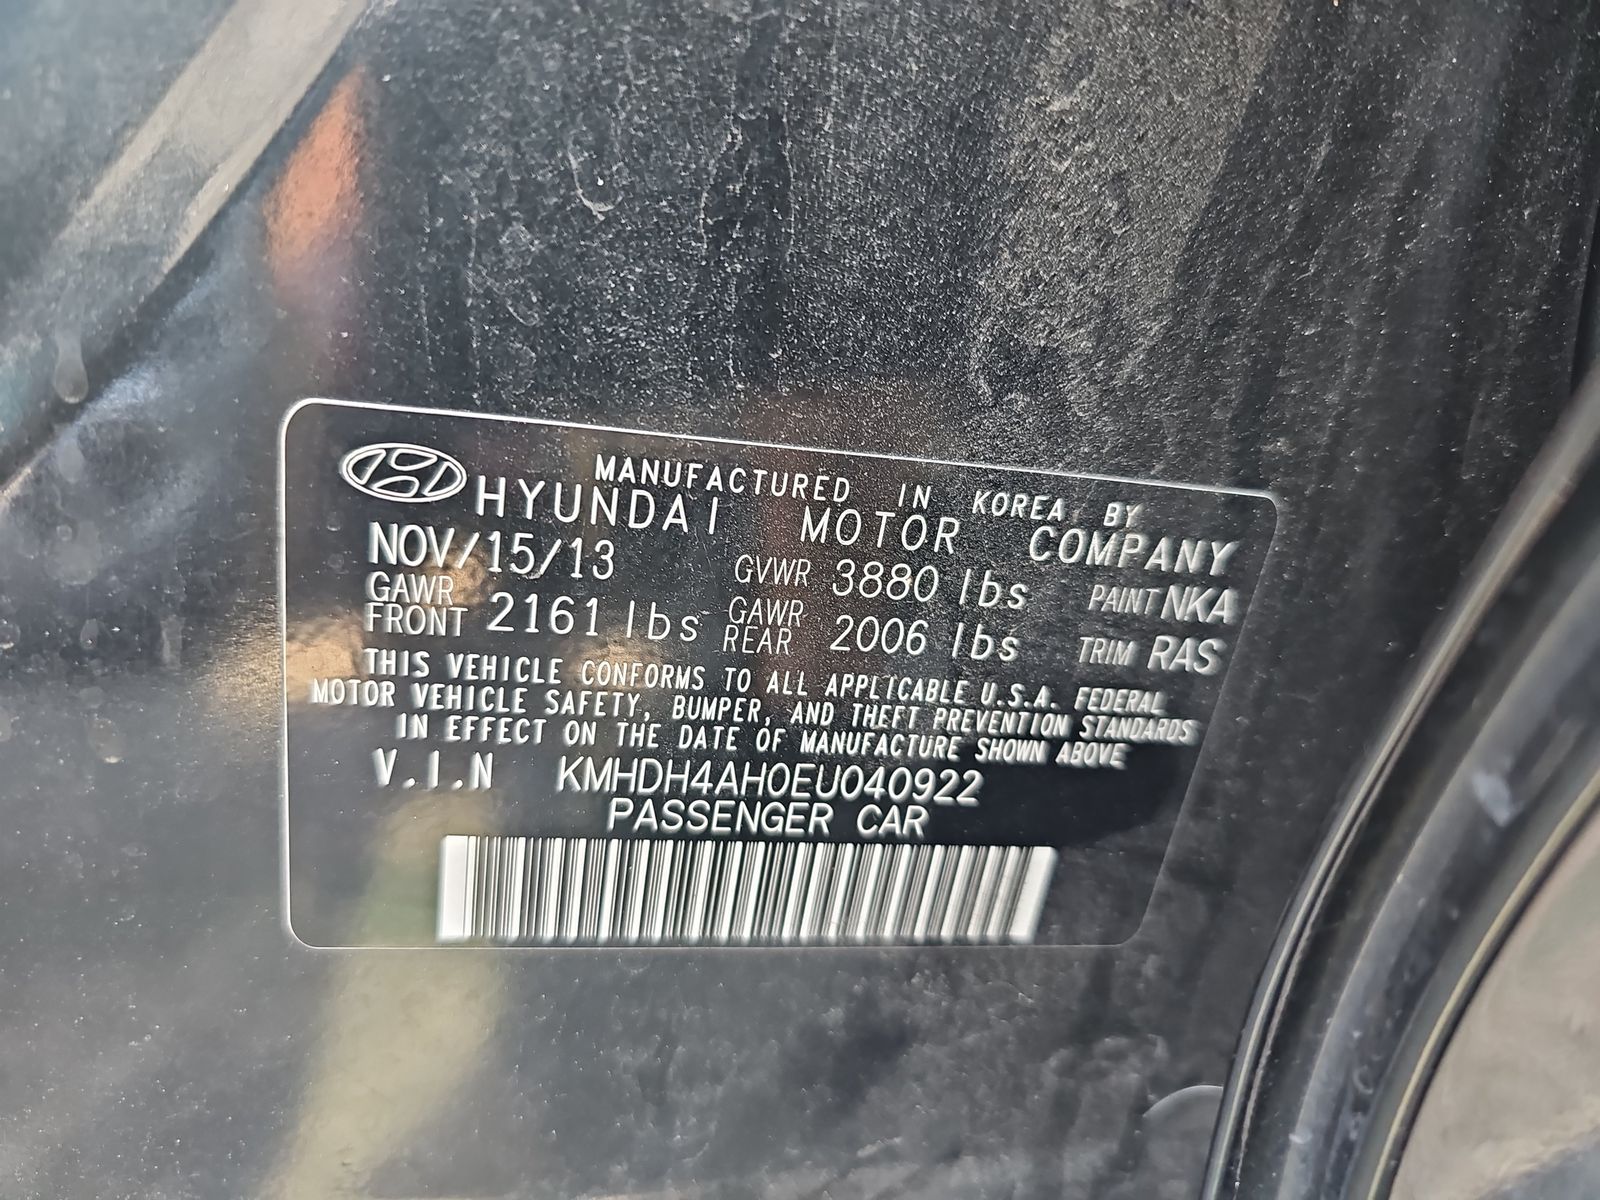 MANUFACTURED IN KOREA BY
HYUNDAI MOTOR COMPANY
NOV/15/13 GVWR 3880 lbs PAINT NKA
GAWR FRONT 2161 lbs GAWR REAR 2006 lbs TRIM RAS
THIS VEHICLE CONFORMS TO ALL APPLICABLE U.S.A. FEDERAL
MOTOR VEHICLE SAFETY, BUMPER, AND THEFT PREVENTION STANDARDS
IN EFFECT ON THE DATE OF MANUFACTURE SHOWN ABOVE
V.I.N KMHDH4AH0EU040922
PASSENGER CAR